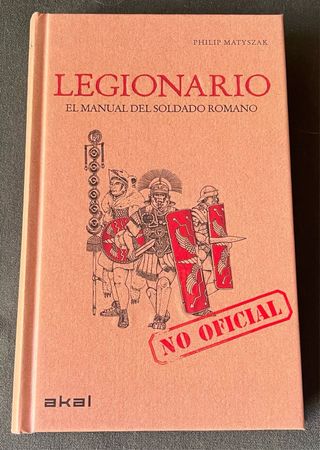 PHILIP MATYSZAK
LEGIONARIO
EL MANUAL DEL SOLDADO ROMANO
NO OFICIAL
akal